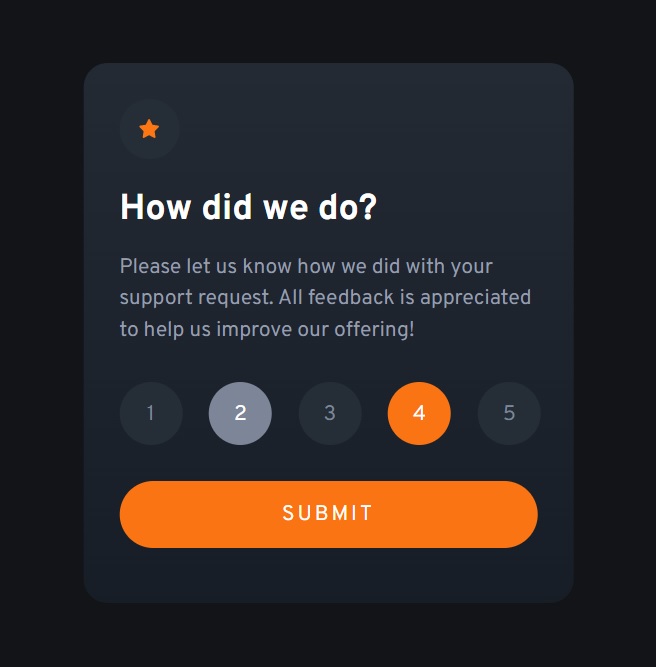 How did we do?
Please let us know how we did with your
support request. All feedback is appreciated
to help us improve our offering!
1 2 3 4 5
SUBMIT